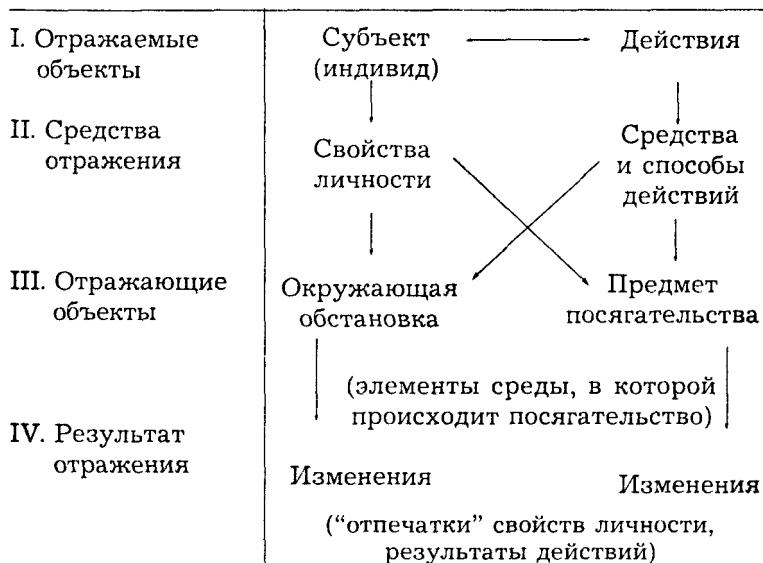 I. Отражаемые
объекты
Субъект
(индивид)
Действия
II. Средства
отражения
Свойства
личности
Средства
и способы
действий
III. Отражающие
объекты
Окружающая
обстановка
Предмет
посягательства
(элементы среды, в которой
происходит посягательство)
IV. Результат
отражения
Изменения
Изменения
(“отпечатки” свойств личности,
результаты действий)